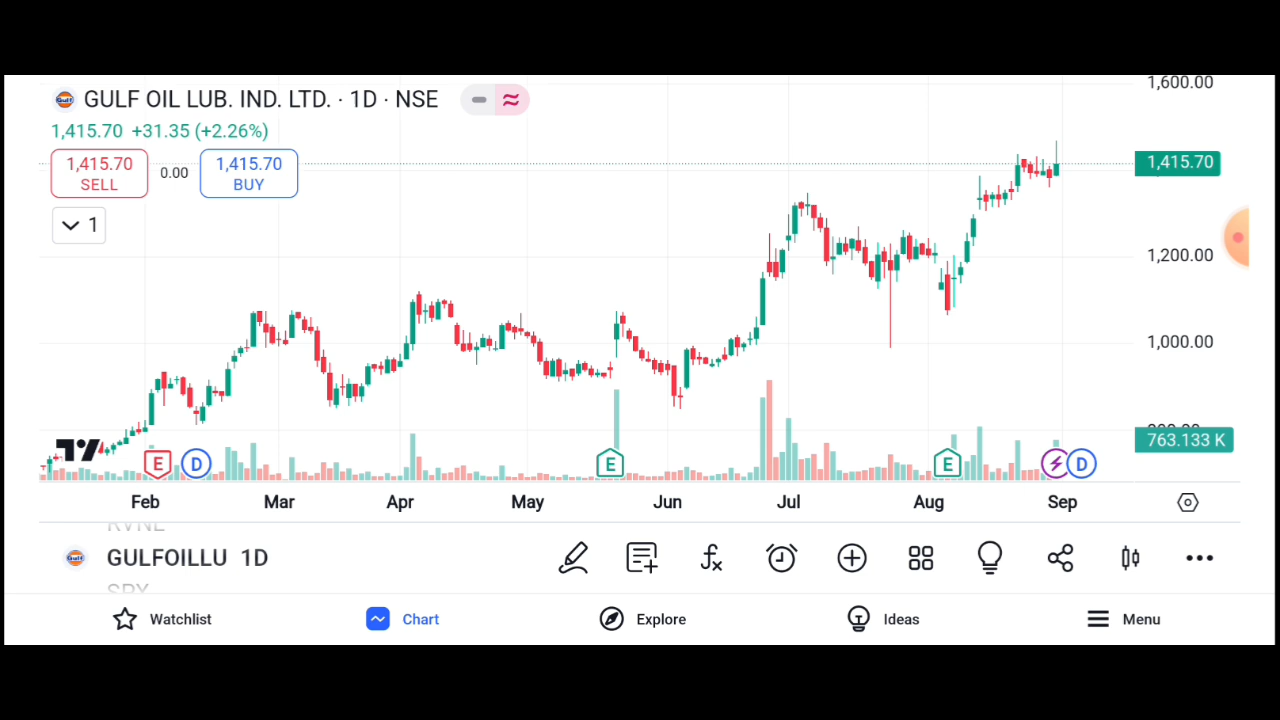 GULF OIL LUB. IND. LTD. · 1D · NSE
1,415.70 +31.35 (+2.26%)
1,415.70 SELL
0.00
1,415.70 BUY
1
1,600.00
1,415.70
1,200.00
1,000.00
763.133 K
E D E E D
Feb Mar Apr May Jun Jul Aug Sep
GULFOILLU 1D
Watchlist Chart Explore Ideas Menu